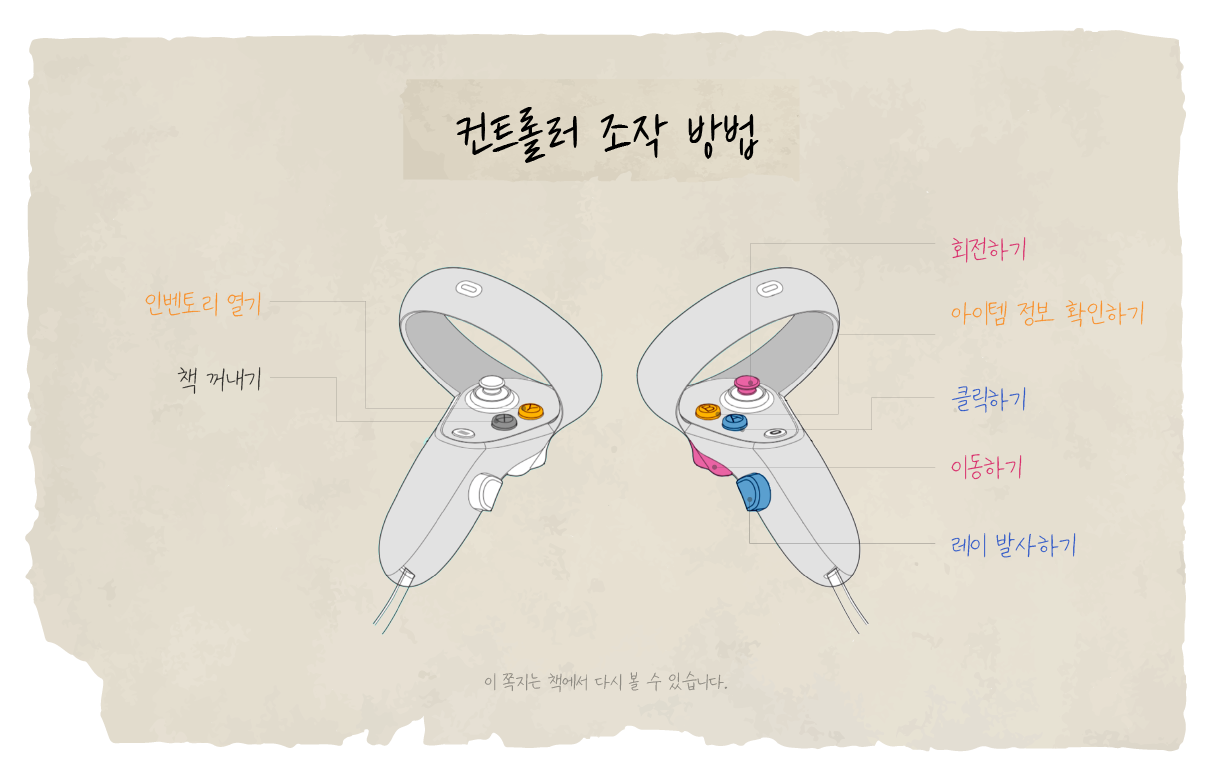 컨트롤러 조작 방법
인벤토리 열기
책 꺼내기
회전하기
아이템 정보 확인하기
클릭하기
이동하기
레이 발사하기
이 쪽지는 책에서 다시 볼 수 있습니다.